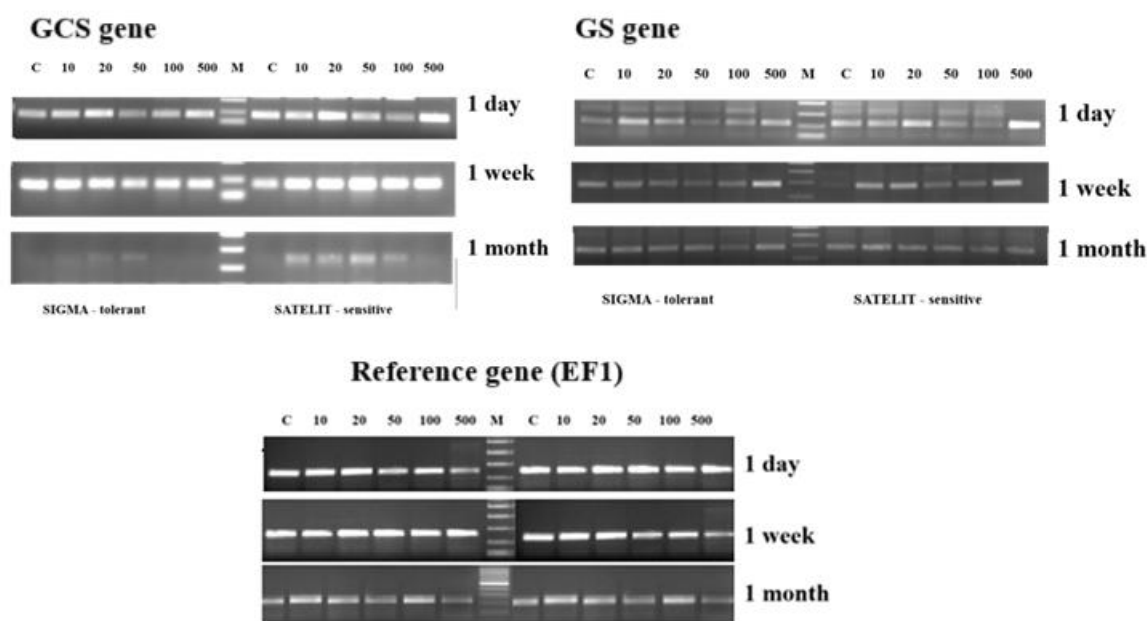 GCS gene
C 10 20 50 100 500 M C 10 20 50 100 500
1 day
1 week
1 month
SIGMA - tolerant SATELIT - sensitive
GS gene
C 10 20 50 100 500 M C 10 20 50 100 500
1 day
1 week
1 month
SIGMA - tolerant SATELIT - sensitive
Reference gene (EF1)
C 10 20 50 100 500 M C 10 20 50 100 500
1 day
1 week
1 month